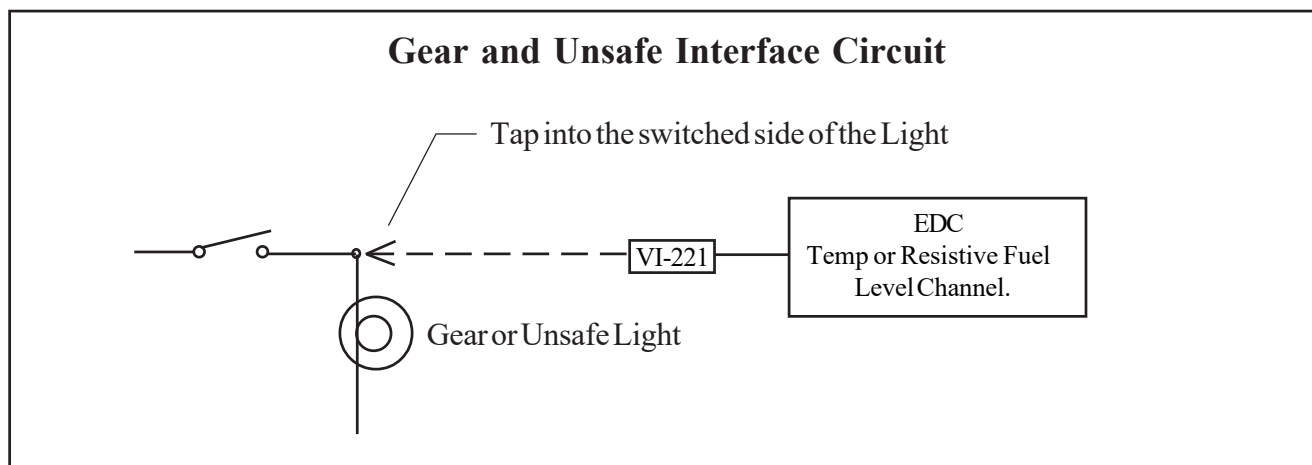 Gear and Unsafe Interface Circuit
Tap into the switched side of the Light
VI-221
EDC
Temp or Resistive Fuel
Level Channel.
Gear or Unsafe Light